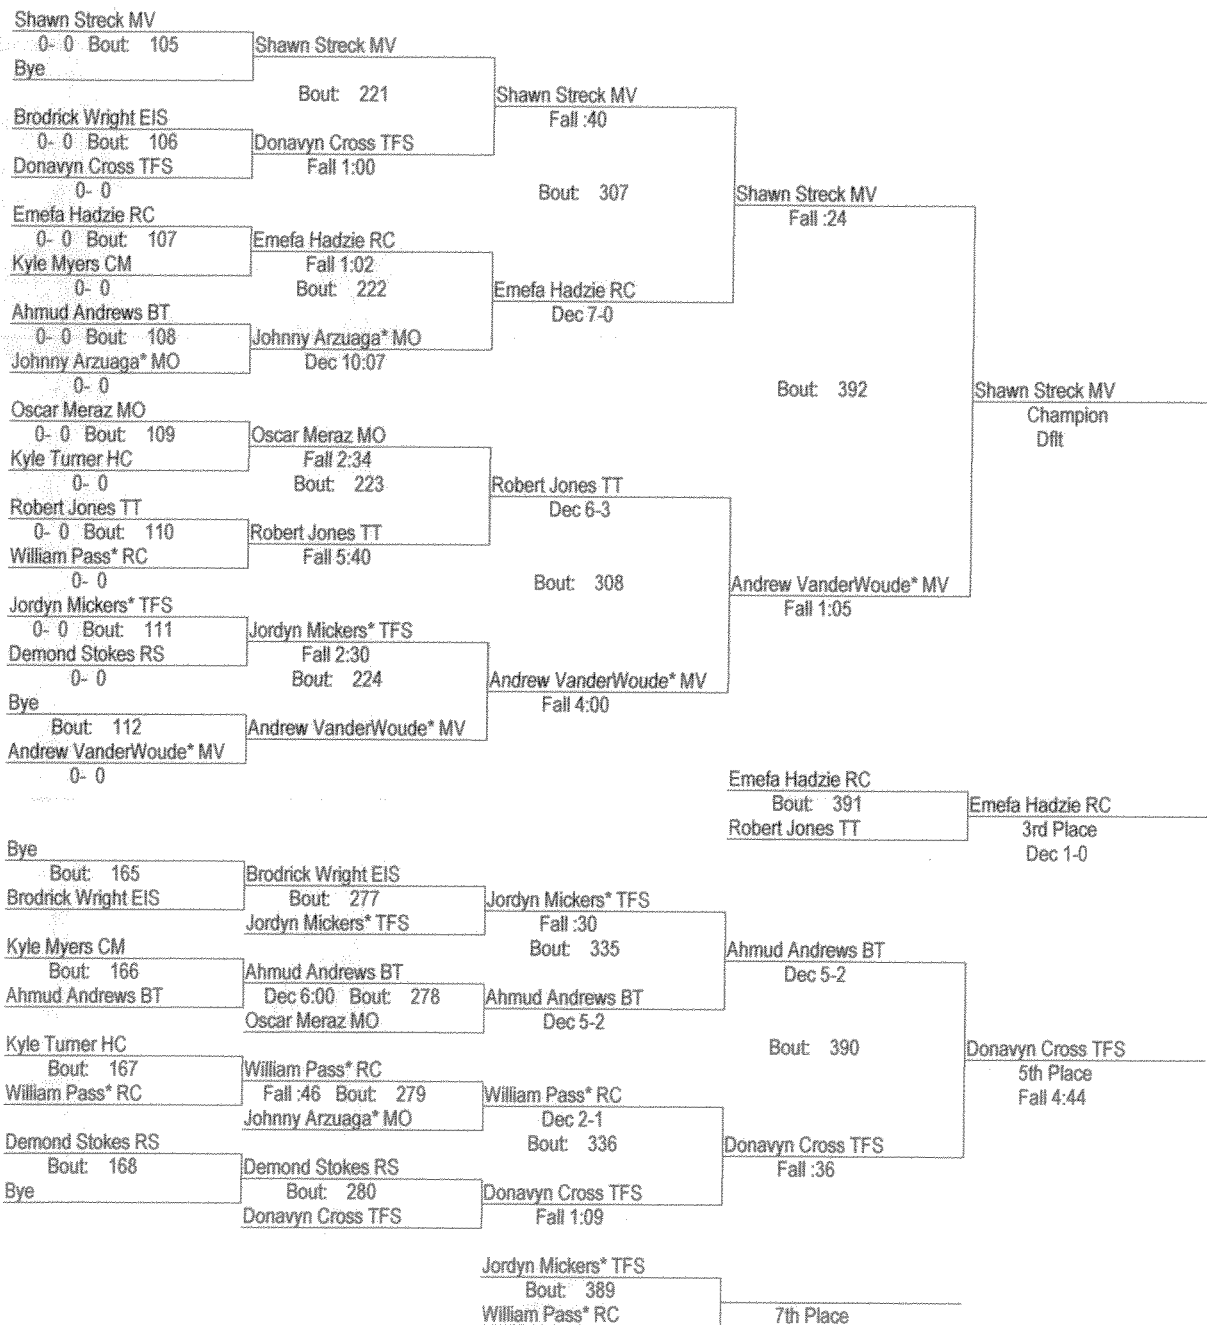 Shawn Streck MV
0- 0 Bout: 105
Bye
Shawn Streck MV
Bout: 221
Brodrick Wright EIS
0- 0 Bout: 106
Donavyn Cross TFS
0- 0
Donavyn Cross TFS
Fall 1:00
Shawn Streck MV
Fall :40
Bout: 307
Emefa Hadzie RC
0- 0 Bout: 107
Kyle Myers CM
0- 0
Emefa Hadzie RC
Fall 1:02
Bout: 222
Ahmud Andrews BT
0- 0 Bout: 108
Johnny Arzuaga* MO
0- 0
Johnny Arzuaga* MO
Dec 10:07
Emefa Hadzie RC
Dec 7-0
Shawn Streck MV
Fall :24
Bout: 392
Shawn Streck MV
Champion
Dflt
Oscar Meraz MO
0- 0 Bout: 109
Kyle Turner HC
0- 0
Oscar Meraz MO
Fall 2:34
Bout: 223
Robert Jones TT
0- 0 Bout: 110
William Pass* RC
0- 0
Robert Jones TT
Fall 5:40
Robert Jones TT
Dec 6-3
Bout: 308
Jordyn Mickers* TFS
0- 0 Bout: 111
Demond Stokes RS
0- 0
Jordyn Mickers* TFS
Fall 2:30
Bout: 224
Bye
Bout: 112
Andrew VanderWoude* MV
0- 0
Andrew VanderWoude* MV
Andrew VanderWoude* MV
Fall 4:00
Andrew VanderWoude* MV
Fall 1:05
Emefa Hadzie RC
Bout: 391
Robert Jones TT
Emefa Hadzie RC
3rd Place
Dec 1-0
Bye
Bout: 165
Brodrick Wright EIS
Brodrick Wright EIS
Bout: 277
Jordyn Mickers* TFS
Jordyn Mickers* TFS
Fall :30
Bout: 335
Kyle Myers CM
Bout: 166
Ahmud Andrews BT
Ahmud Andrews BT
Dec 6:00 Bout: 278
Oscar Meraz MO
Ahmud Andrews BT
Dec 5-2
Ahmud Andrews BT
Dec 5-2
Bout: 390
Kyle Turner HC
Bout: 167
William Pass* RC
William Pass* RC
Fall :46 Bout: 279
Johnny Arzuaga* MO
William Pass* RC
Dec 2-1
Bout: 336
Demond Stokes RS
Bout: 168
Bye
Demond Stokes RS
Bout: 280
Donavyn Cross TFS
Donavyn Cross TFS
Fall 1:09
Donavyn Cross TFS
Fall :36
Donavyn Cross TFS
5th Place
Fall 4:44
Jordyn Mickers* TFS
Bout: 389
William Pass* RC
7th Place